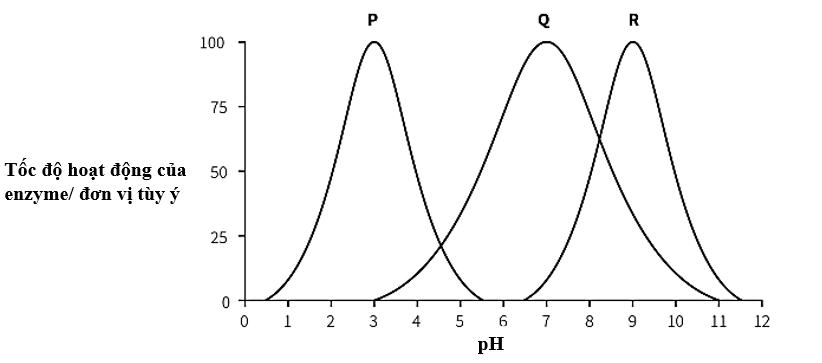 P Q R
100
75
Tốc độ hoạt động của
enzyme/ đơn vị tùy ý
50
25
0
0 1 2 3 4 5 6 7 8 9 10 11 12
pH